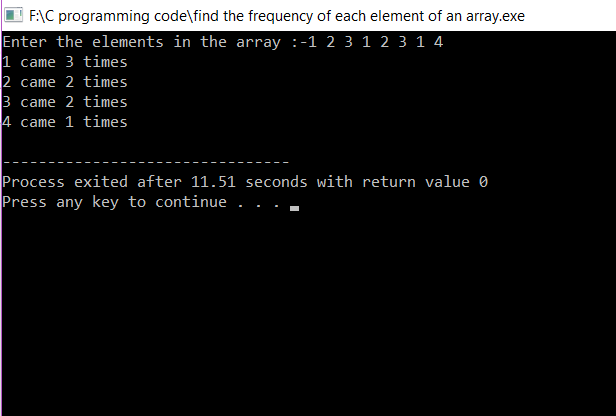 F:\C programming code\find the frequency of each element of an array.exe
Enter the elements in the array :-1 2 3 1 2 3 1 4
1 came 3 times
2 came 2 times
3 came 2 times
4 came 1 times
--------------------------------
Process exited after 11.51 seconds with return value 0
Press any key to continue . . .